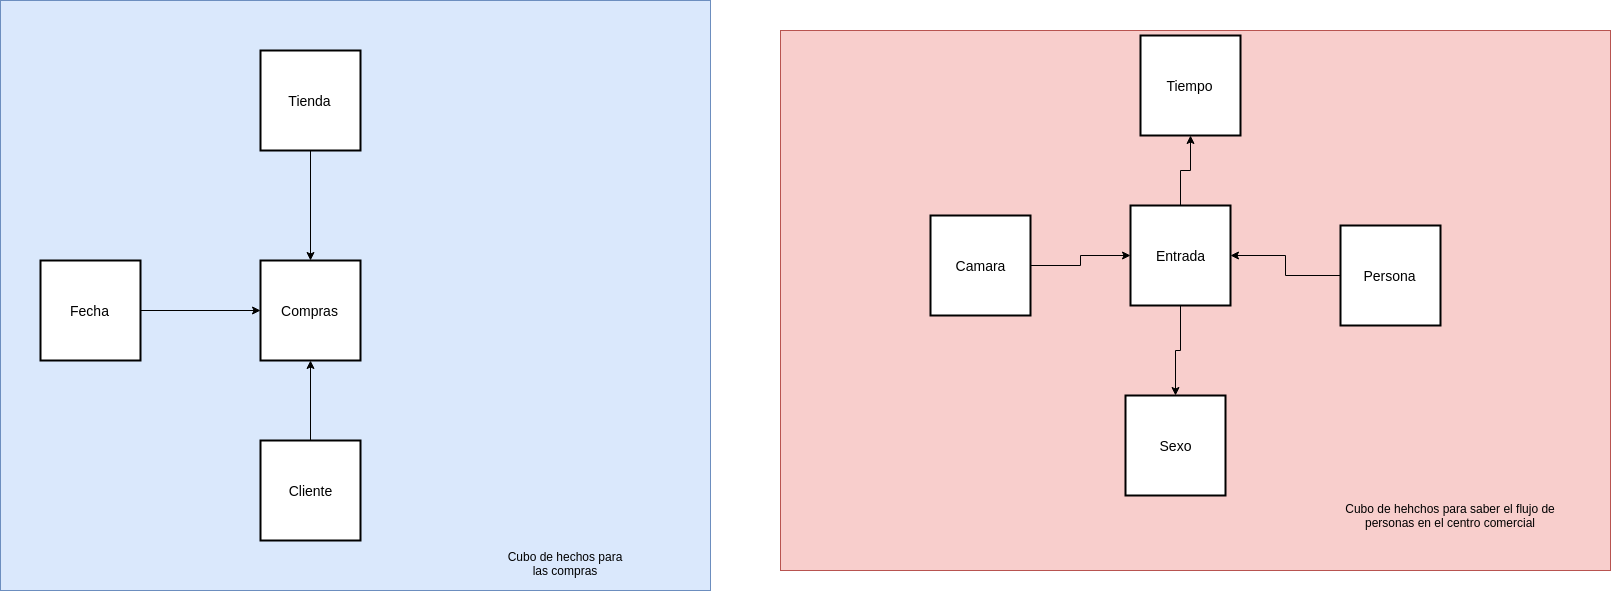 Tienda
Fecha
Compras
Cliente
Cubo de hechos para
las compras
Tiempo
Camara
Entrada
Persona
Sexo
Cubo de hehchos para saber el flujo de
personas en el centro comercial